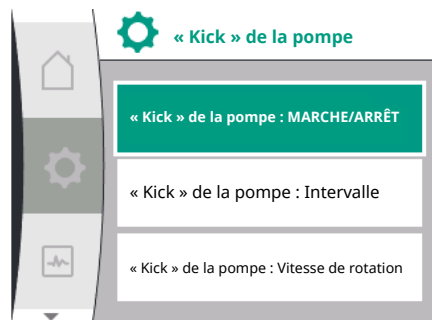 « Kick » de la pompe
« Kick » de la pompe : MARCHE/ARRÊT
« Kick » de la pompe : Intervalle
« Kick » de la pompe : Vitesse de rotation